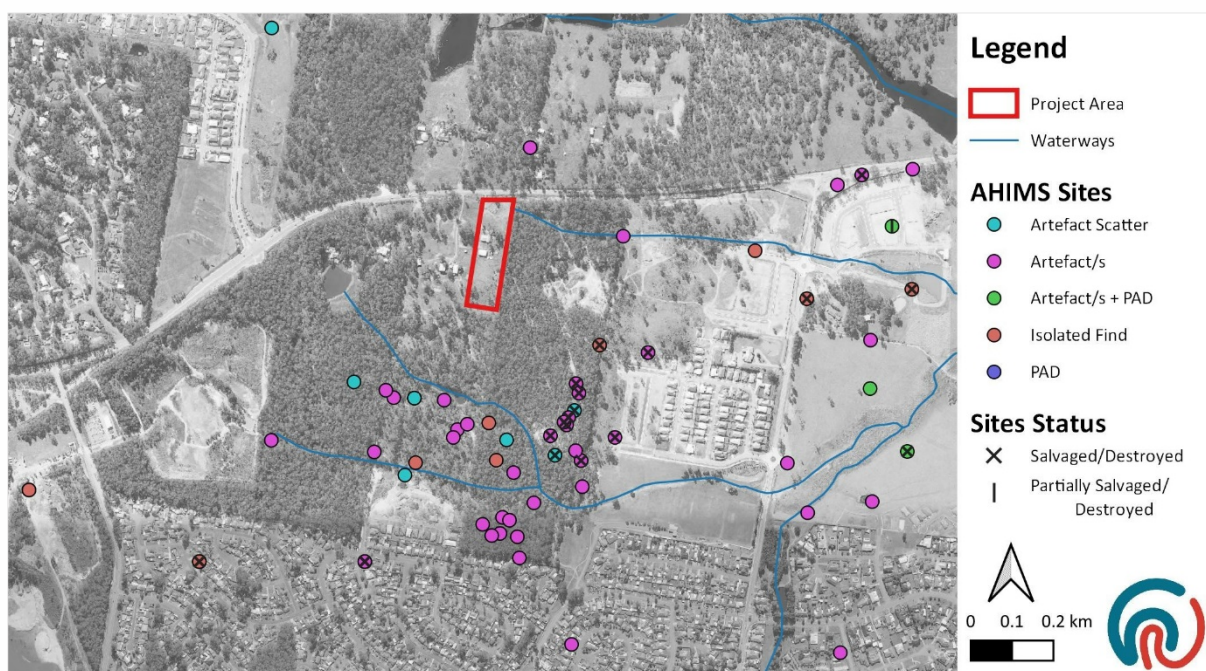 Legend
Project Area
Waterways
AHIMS Sites
Artefact Scatter
Artefact/s
Artefact/s + PAD
Isolated Find
PAD
Sites Status
Salvaged/Destroyed
Partially Salvaged/
Destroyed
0 0.1 0.2 km